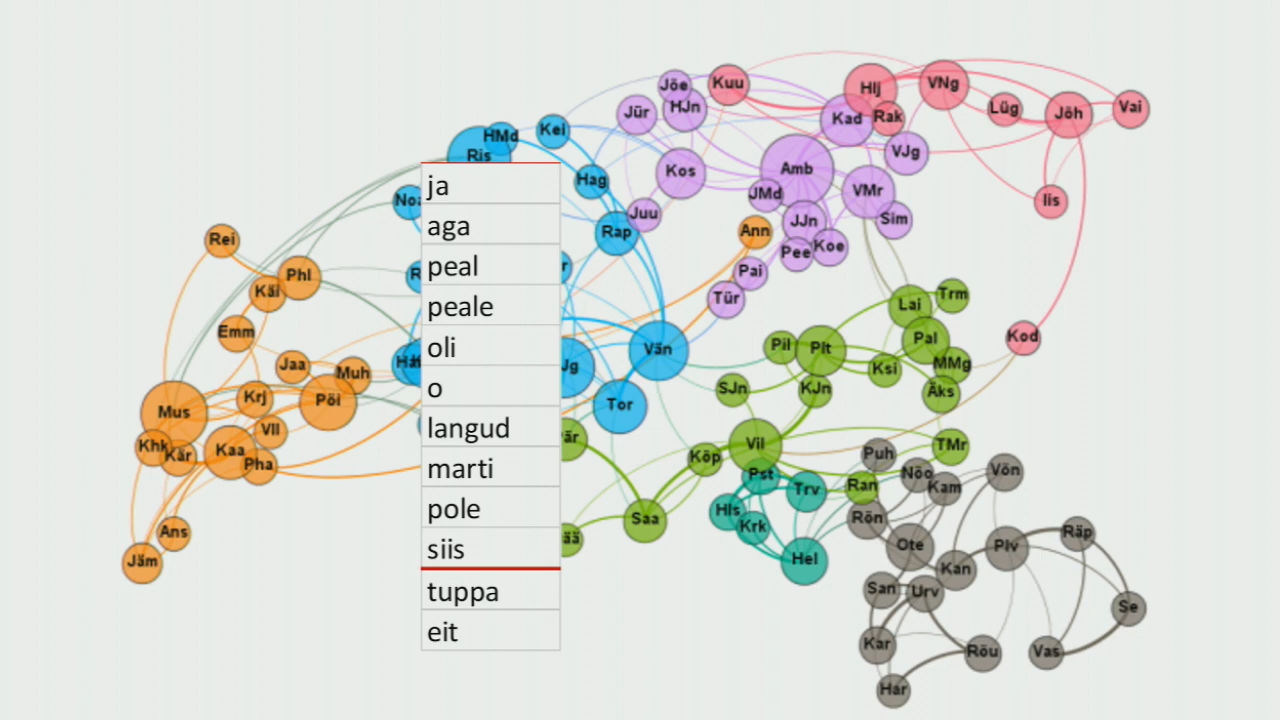 Jõe
Kuu
Hlj
VNg
HJn
Jür
Kad
Rak
Lüg
Jõh
Vai
HMd
Kei
Ris
VJg
Kos
Amb
Hag
JMd
VMr
Iis
Juu
JJn
Sim
Rap
Ann
Koe
Pee
Rei
Phl
Käi
Pai
Tür
Lai
Trm
Emm
Pal
Kod
Vän
Pil
Plt
MMg
Jaa
Muh
Ksi
SJn
KJn
Äks
Krj
Pöi
Tor
Mus
VII
Khk
Kär
Kaa
Pha
Vil
TMr
Köp
Puh
Pst
Trv
Ran
Nõo
Kam
Võn
Hls
Krk
Saa
Rõn
Ans
Jäm
Hel
Ote
Kan
Plv
Räp
San
Urv
Se
Kar
Rõu
Vas
Har
ja
aga
peal
peale
oli
o
langud
marti
pole
siis
tuppa
eit